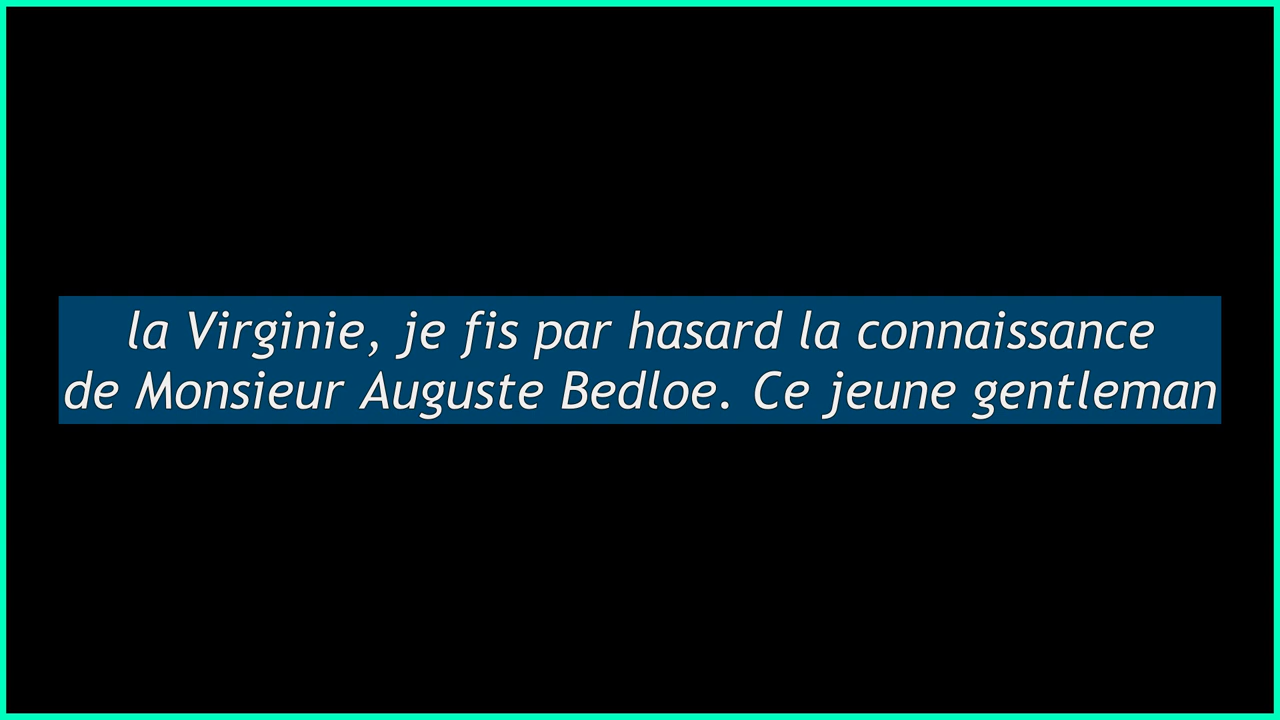 la Virginie, je fis par hasard la connaissance
de Monsieur Auguste Bedloe. Ce jeune gentleman